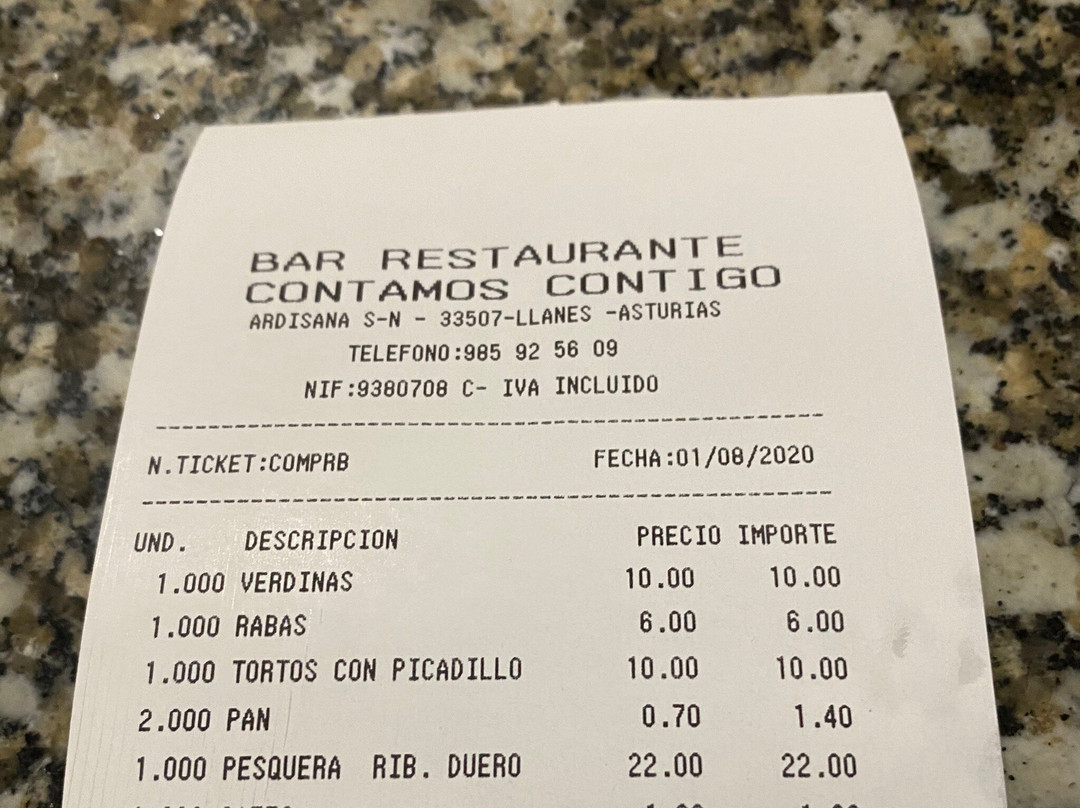 BAR RESTAURANTE
CONTAMOS CONTIGO
ARDISANA S-N - 33507-LLANES -ASTURIAS
TELEFONO:985 92 56 09
NIF:9380708 C- IVA INCLUIDO
N.TICKET:COMPRB FECHA:01/08/2020
UND. DESCRIPCION PRECIO IMPORTE
1.000 VERDINAS 10.00 10.00
1.000 RABAS 6.00 6.00
1.000 TORTOS CON PICADILLO 10.00 10.00
2.000 PAN 0.70 1.40
1.000 PESQUERA RIB. DUERO 22.00 22.00